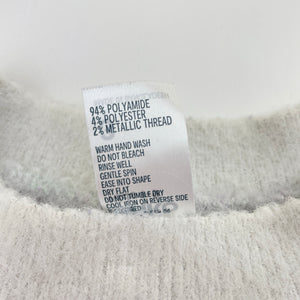 94% POLYAMIDE
4% POLYESTER
2% METALLIC THREAD
WARM HAND WASH
DO NOT BLEACH
RINSE WELL
GENTLE SPIN
EASE INTO SHAPE
DRY FLAT
DO NOT TUMBLE DRY
COOL IRON ON REVERSE SIDE